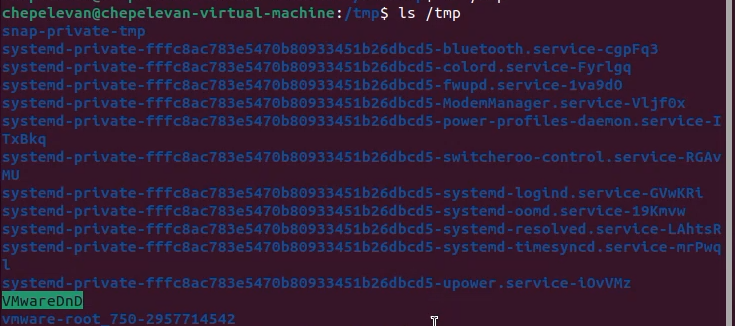 chepelevan@chepelevan-virtual-machine:/tmp$ ls /tmp
snap-private-tmp
systemd-private-fffc8ac783e5470b80933451b26dbcd5-bluetooth.service-cgpFq3
systemd-private-fffc8ac783e5470b80933451b26dbcd5-colord.service-Fyrlgq
systemd-private-fffc8ac783e5470b80933451b26dbcd5-fwupd.service-1va9dO
systemd-private-fffc8ac783e5470b80933451b26dbcd5-ModemManager.service-Vljf0x
systemd-private-fffc8ac783e5470b80933451b26dbcd5-power-profiles-daemon.service-I
TxBkq
systemd-private-fffc8ac783e5470b80933451b26dbcd5-switcheroo-control.service-RGAv
MU
systemd-private-fffc8ac783e5470b80933451b26dbcd5-systemd-logind.service-GVwKRi
systemd-private-fffc8ac783e5470b80933451b26dbcd5-systemd-oomd.service-19Kmvw
systemd-private-fffc8ac783e5470b80933451b26dbcd5-systemd-resolved.service-LAhtsR
systemd-private-fffc8ac783e5470b80933451b26dbcd5-systemd-timesyncd.service-mrPwq
l
systemd-private-fffc8ac783e5470b80933451b26dbcd5-upower.service-iOvVMz
VMwareDnD
vmware-root_750-2957714542